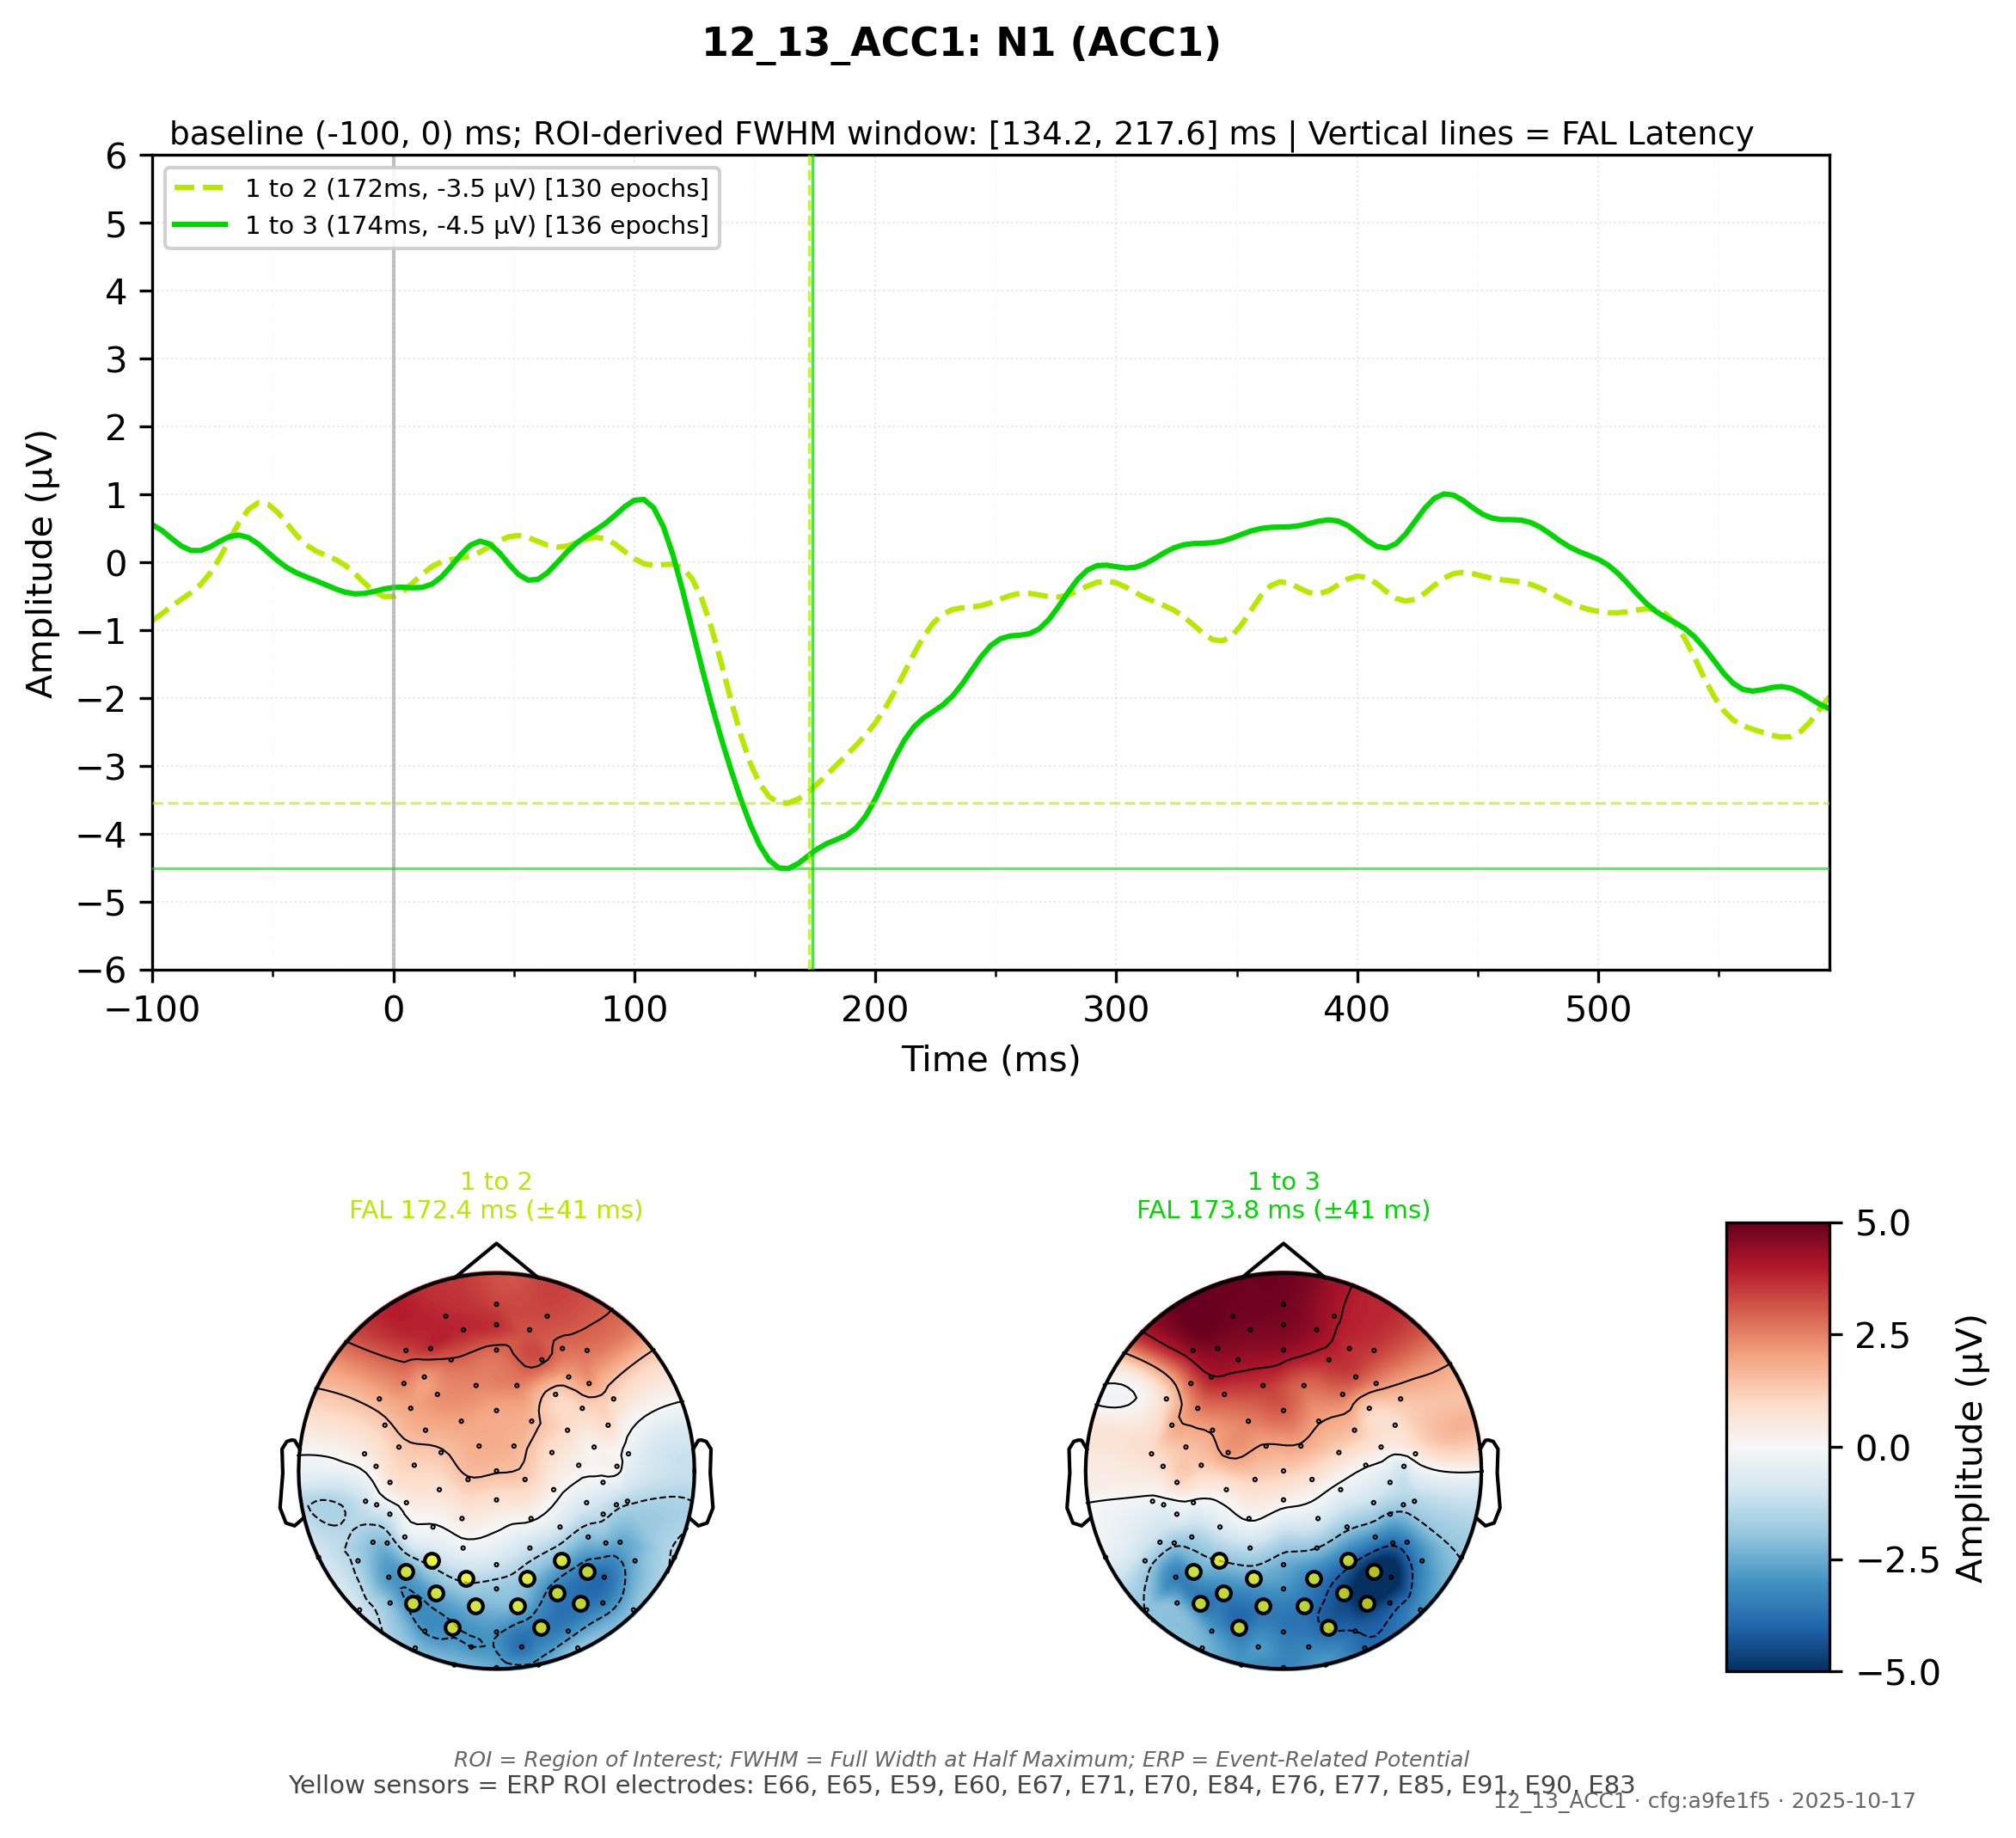 12_13_ACC1: N1 (ACC1)
baseline (-100, 0) ms; ROI-derived FWHM window: [134.2, 217.6] ms | Vertical lines = FAL Latency
1 to 2 (172ms, -3.5 µV) [130 epochs]
1 to 3 (174ms, -4.5 µV) [136 epochs]
6
5
4
3
2
1
0
−1
−2
−3
−4
−5
−6
Amplitude (µV)
−100
0
100
200
300
400
500
Time (ms)
1 to 2
FAL 172.4 ms (±41 ms)
1 to 3
FAL 173.8 ms (±41 ms)
5.0
2.5
0.0
−2.5
−5.0
Amplitude (µV)
ROI = Region of Interest; FWHM = Full Width at Half Maximum; ERP = Event-Related Potential
Yellow sensors = ERP ROI electrodes: E66, E65, E59, E60, E67, E71, E70, E84, E76, E77, E85, E91, E90, E83
12_13_ACC1 · cfg:a9fe1f5 · 2025-10-17